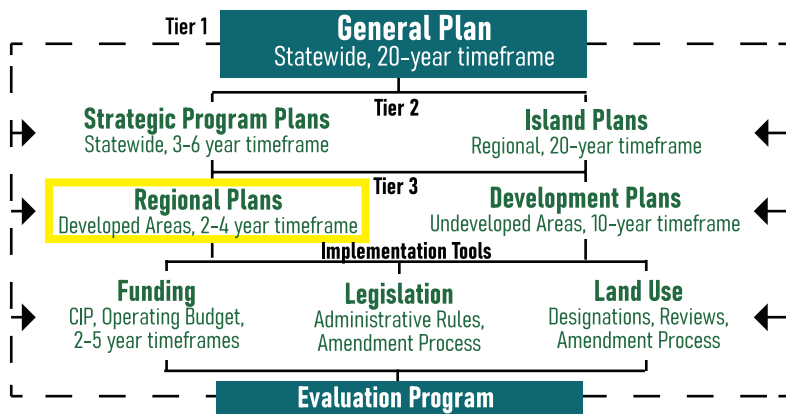 Tier 1
General Plan
Statewide, 20-year timeframe
Tier 2
Strategic Program Plans
Statewide, 3-6 year timeframe
Island Plans
Regional, 20-year timeframe
Tier 3
Regional Plans
Developed Areas, 2-4 year timeframe
Development Plans
Undeveloped Areas, 10-year timeframe
Implementation Tools
Funding
CIP, Operating Budget,
2-5 year timeframes
Legislation
Administrative Rules,
Amendment Process
Land Use
Designations, Reviews,
Amendment Process
Evaluation Program